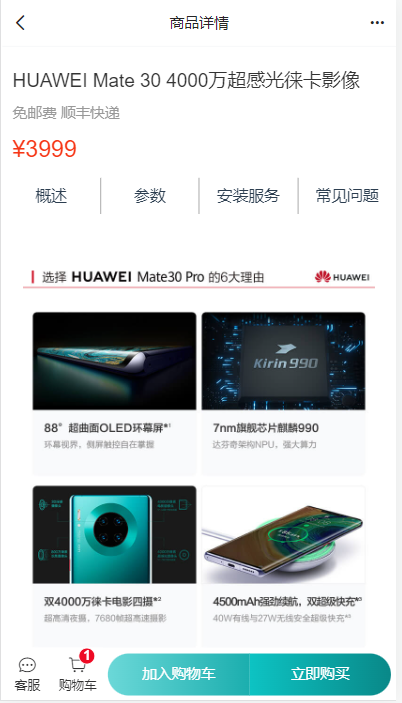 商品详情
HUAWEI Mate 30 4000万超感光徕卡影像
免邮费 顺丰快递
¥3999
概述 参数 安装服务 常见问题
选择 HUAWEI Mate30 Pro 的6大理由 HUAWEI
Kirin 990
88°超曲面OLED环幕屏*¹ 7nm旗舰芯片麒麟990
环幕视界，侧屏触控自在掌握 达芬奇架构NPU，强大算力
双4000万徕卡电影四摄*² 4500mAh强劲续航，双超级快充*³
超高清夜摄，7680帧超高速摄影 40W有线与27W无线安全超级快充*⁵
1
客服 购物车 加入购物车 立即购买